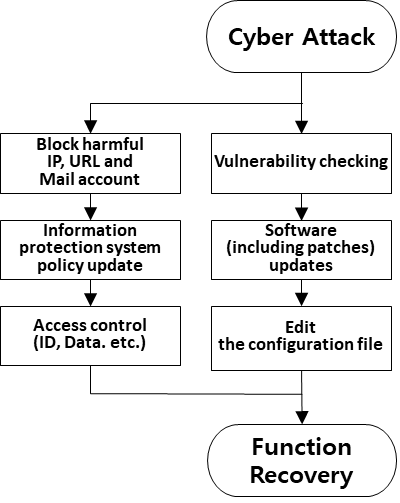 Cyber Attack
Block harmful
IP, URL and
Mail account
Vulnerability checking
Information
protection system
policy update
Software
(including patches)
updates
Access control
(ID, Data. etc.)
Edit
the configuration file
Function
Recovery